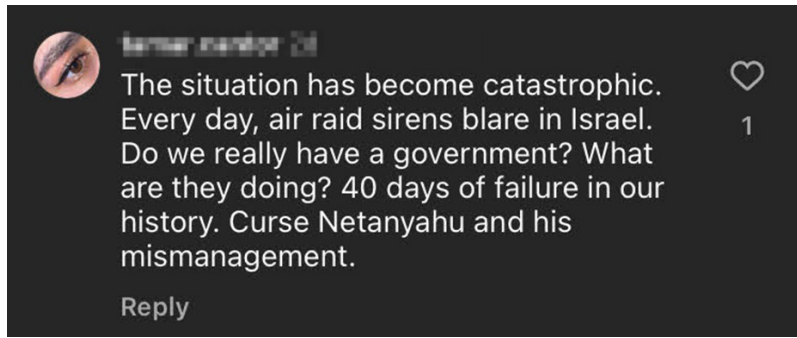 The situation has become catastrophic.
Every day, air raid sirens blare in Israel.
Do we really have a government? What
are they doing? 40 days of failure in our
history. Curse Netanyahu and his
mismanagement.
1
Reply